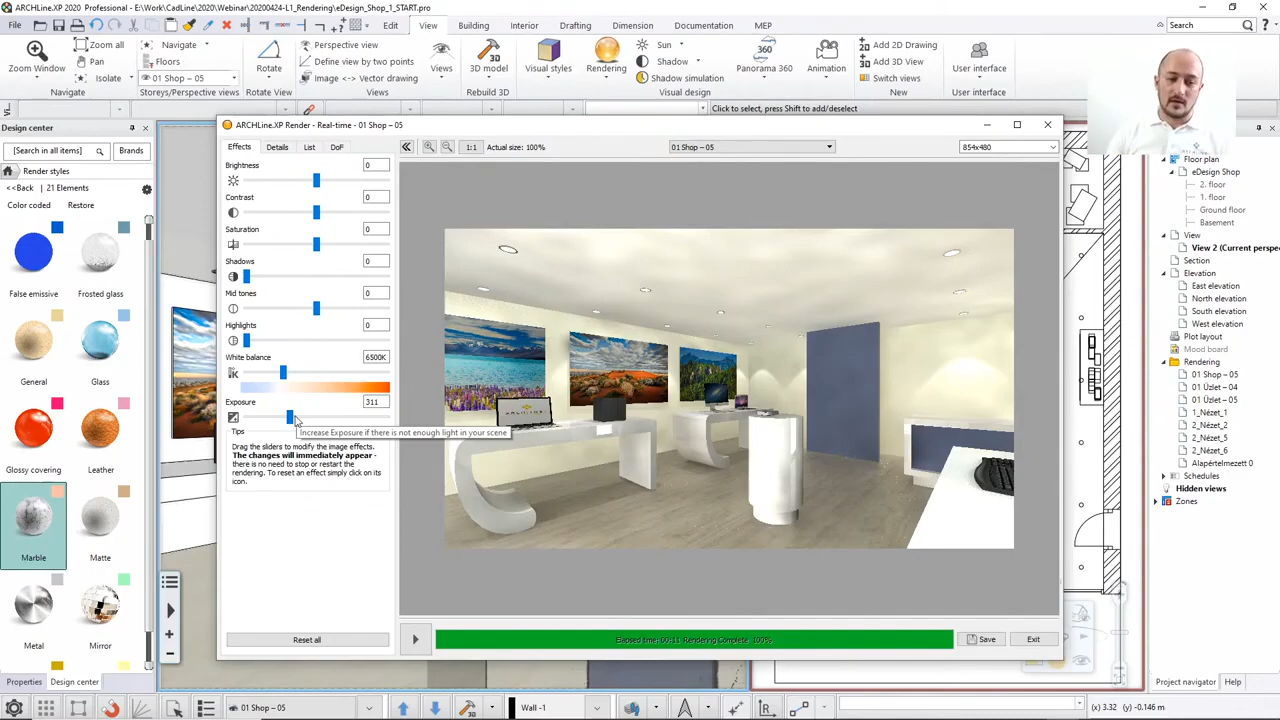 ARCHLine.XP 2020 Professional - E:\Work\CadLine\Webinar\20200424-L1_Rendering\eDesign_Shop_1_START.pro
Edit
View
Building
Interior
Drafting
Dimension
Documentation
MEP
Search
Zoom Window
Zoom all
Pan
Isolate
Navigate
Navigate
Floors
01 Shop – 05
Storeys/Perspective views
Rotate
Rotate View
Perspective view
Define view by two points
Image <-> Vector drawing
Views
Views
3D model
Rebuild 3D
Visual styles
Rendering
Sun
Shadow
Shadow simulation
Visual design
Panorama 360
Animation
Add 2D Drawing
Add 3D View
Switch views
New
User interface
User interface
Click to select, press Shift to add/deselect
Design center
[Search in all items]
Brands
Render styles
<<Back
21 Elements
Color coded
Restore
False emissive
Frosted glass
General
Glass
Glossy covering
Leather
Marble
Matte
Metal
Mirror
Properties
Design center
ARCHLine.XP Render - Real-time - 01 Shop – 05
Effects
Details
List
DoF
1:1
Actual size: 100%
01 Shop – 05
854x480
Brightness
0
Contrast
0
Saturation
0
Shadows
0
Mid tones
0
Highlights
0
White balance
6500K
Exposure
311
Increase Exposure if there is not enough light in your scene
Tips
Drag the sliders to modify the image effects.
The changes will immediately appear -
there is no need to stop or restart the
rendering. To reset an effect simply click on its
icon.
Reset all
Elapsed time: 00:11 Rendering Complete 100%
Save
Exit
Floor plan
eDesign Shop
2. floor
1. floor
Ground floor
Basement
View
View 2 (Current perspe
Section
Elevation
East elevation
North elevation
South elevation
West elevation
Plot layout
Mood board
Rendering
01 Shop – 05
01 Üzlet – 04
01 Üzlet – 05
1_Nézet_1
2_Nézet_2
2_Nézet_5
2_Nézet_6
Alapértelmezett 0
Schedules
Hidden views
Zones
Project navigator
Help
01 Shop – 05
Wall -1
x) 3.32 y) -0.146 m